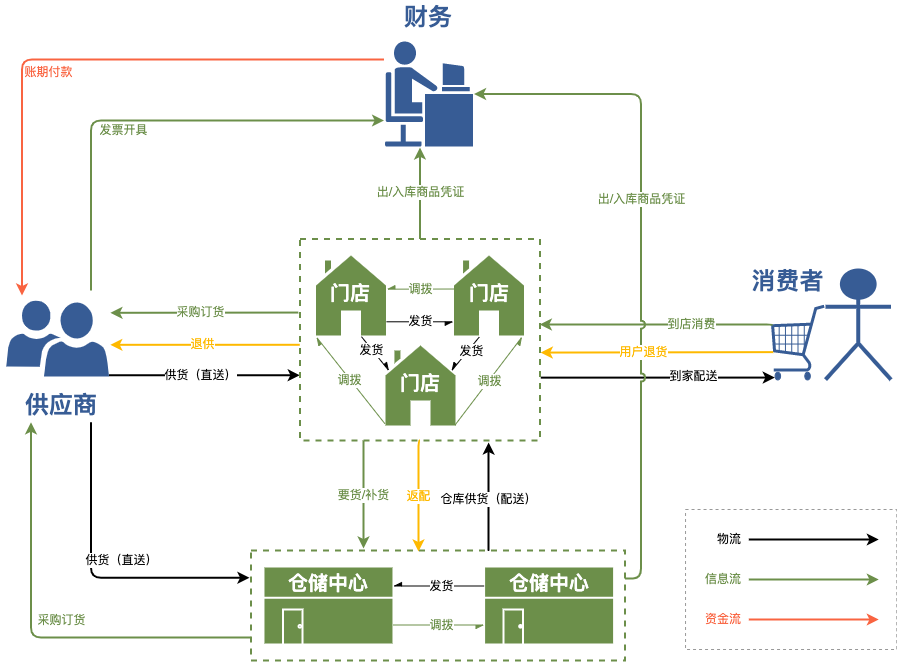 财务
账期付款
发票开具
出/入库商品凭证
出/入库商品凭证
消费者
门店
调拨
门店
采购订货
发货
到店消费
退供
发货
发货
用户退货
供货（直送）
调拨
门店
调拨
到家配送
供应商
要货/补货
返配
仓库供货（配送）
物流
供货（直送）
信息流
仓储中心
发货
仓储中心
采购订货
调拨
资金流